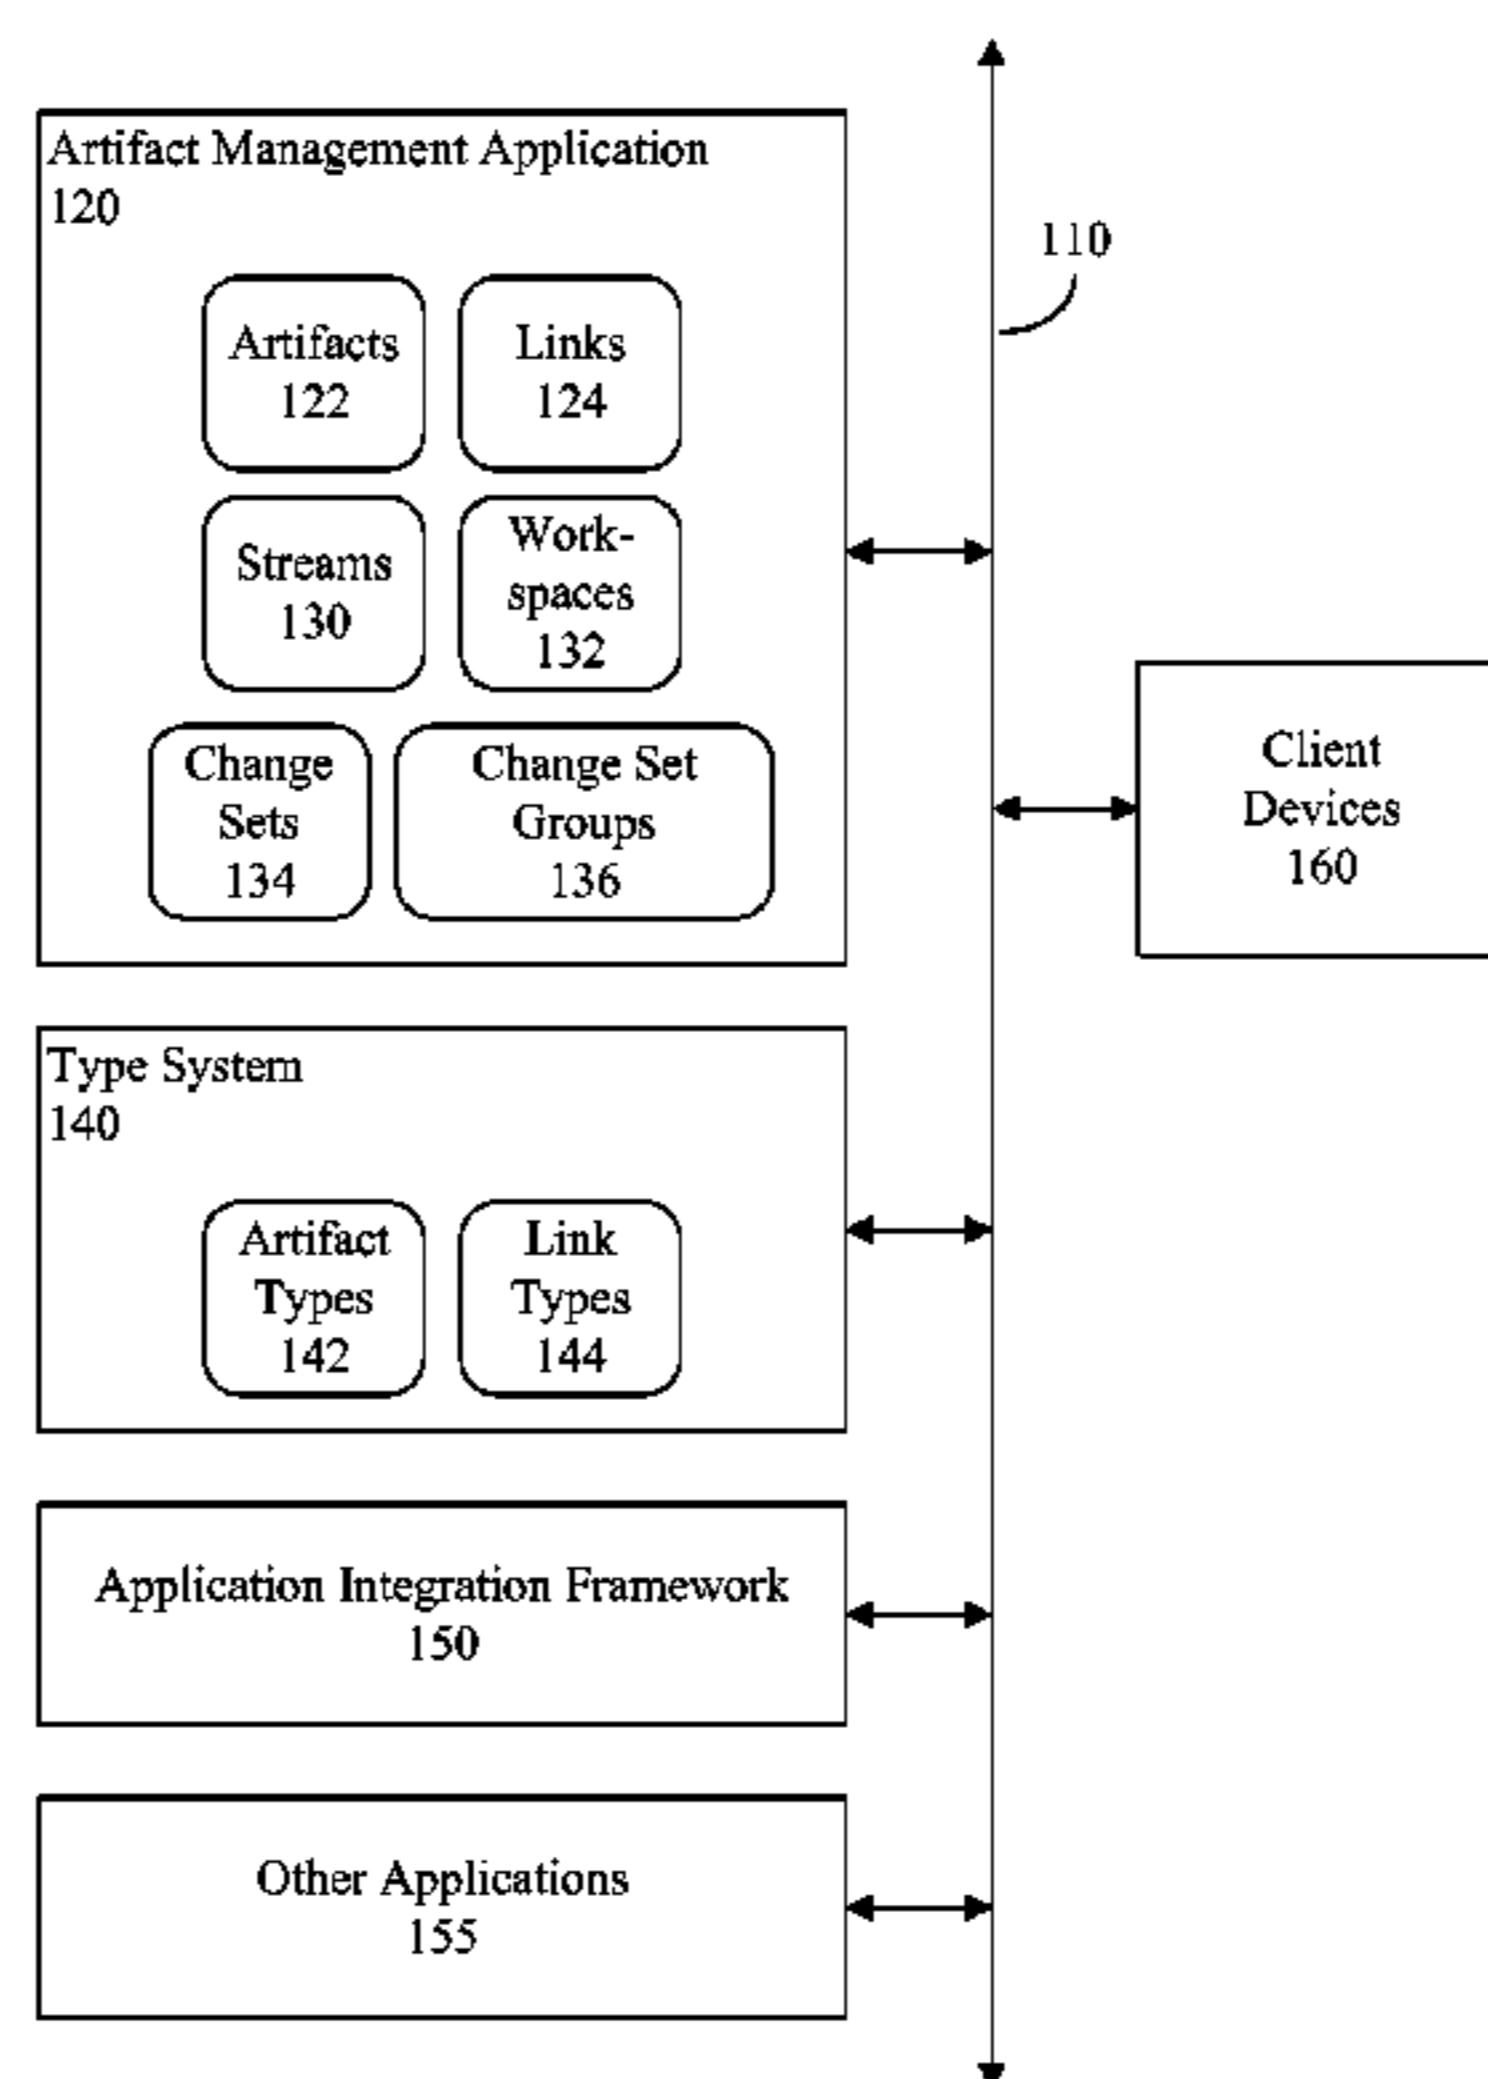 Artifact Management Application
120
110
Artifacts
122
Links
124
Streams
130
Work-
spaces
132
Change
Sets
134
Change Set
Groups
136
Client
Devices
160
Type System
140
Artifact
Types
142
Link
Types
144
Application Integration Framework
150
Other Applications
155